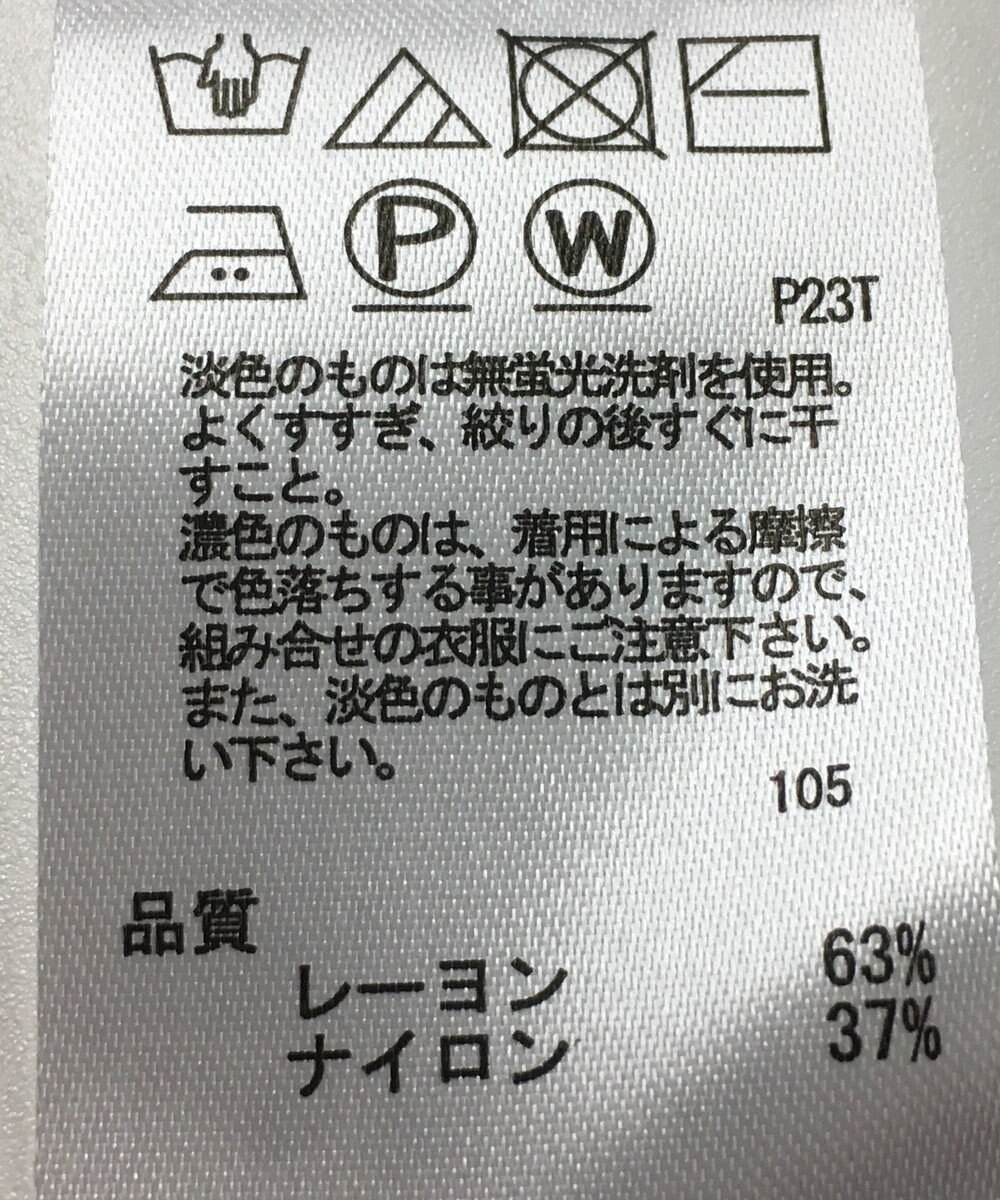 P W
P23T
淡色のものは無蛍光洗剤を使用。
よくすすぎ、絞りの後すぐに干
すこと。
濃色のものは、着用による摩擦
で色落ちする事がありますので、
組み合せの衣服にご注意下さい。
また、淡色のものとは別にお洗
い下さい。
105
品質
レーヨン 63%
ナイロン 37%